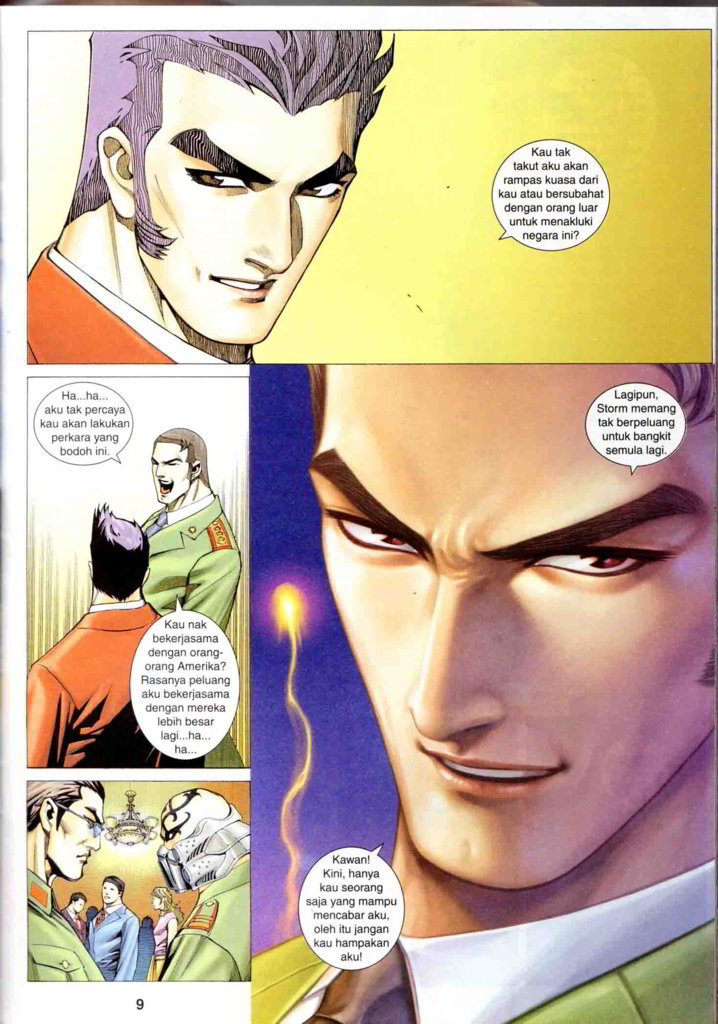 Kau tak
takut aku akan
rampas kuasa dari
kau atau bersubahat
dengan orang luar
untuk menakluki
negara ini?
Ha...ha...
aku tak percaya
kau akan lakukan
perkara yang
bodoh ini.
Kau nak
bekerjasama
dengan orang-
orang Amerika?
Rasanya peluang
aku bekerjasama
dengan mereka
lebih besar
lagi...ha...
ha...
Lagipun,
Storm memang
tak berpeluang
untuk bangkit
semula lagi.
Kawan!
Kini, hanya
kau seorang
saja yang mampu
mencabar aku,
oleh itu jangan
kau hampakan
aku!
9